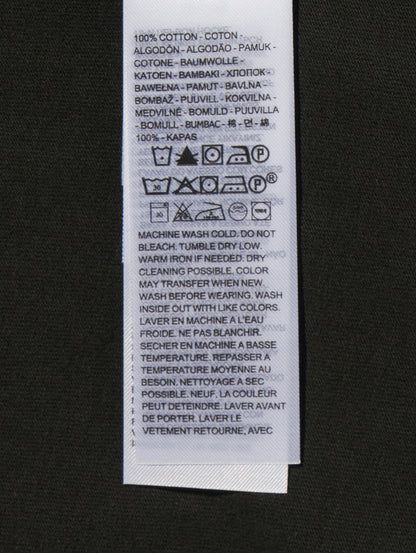 100% COTTON - COTON -
ALGODÓN - ALGODÃO - PAMUK -
COTONE - BAUMWOLLE -
KATOEN - BAMBAKI - ХЛОПОК
BAWEŁNA - PAMUT - BAVLNA -
BOMBAŽ - PUUVILL - KOKVILNA -
MEDVILNĖ - BOMULD - PUUVILLA
- BOMULL - BUMBAC - 棉 - 면 - 綿
100% - KAPAS
P
30 P®
30
MACHINE WASH COLD. DO NOT
BLEACH. TUMBLE DRY LOW.
WARM IRON IF NEEDED. DRY
CLEANING POSSIBLE. COLOR
MAY TRANSFER WHEN NEW.
WASH BEFORE WEARING. WASH
INSIDE OUT WITH LIKE COLORS.
LAVER EN MACHINE A L'EAU
FROIDE. NE PAS BLANCHIR.
SECHER EN MACHINE A BASSE
TEMPERATURE. REPASSER A
TEMPERATURE MOYENNE AU
BESOIN. NETTOYAGE A SEC
POSSIBLE. NEUF, LA COULEUR
PEUT DETEINDRE. LAVER AVANT
DE PORTER. LAVER LE
VETEMENT RETOURNE, AVEC